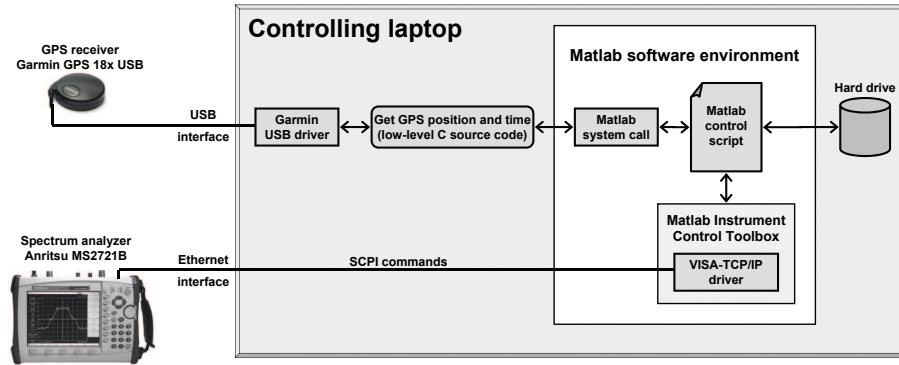 Controlling laptop
GPS receiver
Garmin GPS 18x USB
USB
interface
Garmin
USB driver
Get GPS position and time
(low-level C source code)
Matlab software environment
Matlab
system call
Matlab
control
script
Hard drive
Matlab Instrument
Control Toolbox
VISA-TCP/IP
driver
Spectrum analyzer
Anritsu MS2721B
Ethernet
interface
SCPI commands